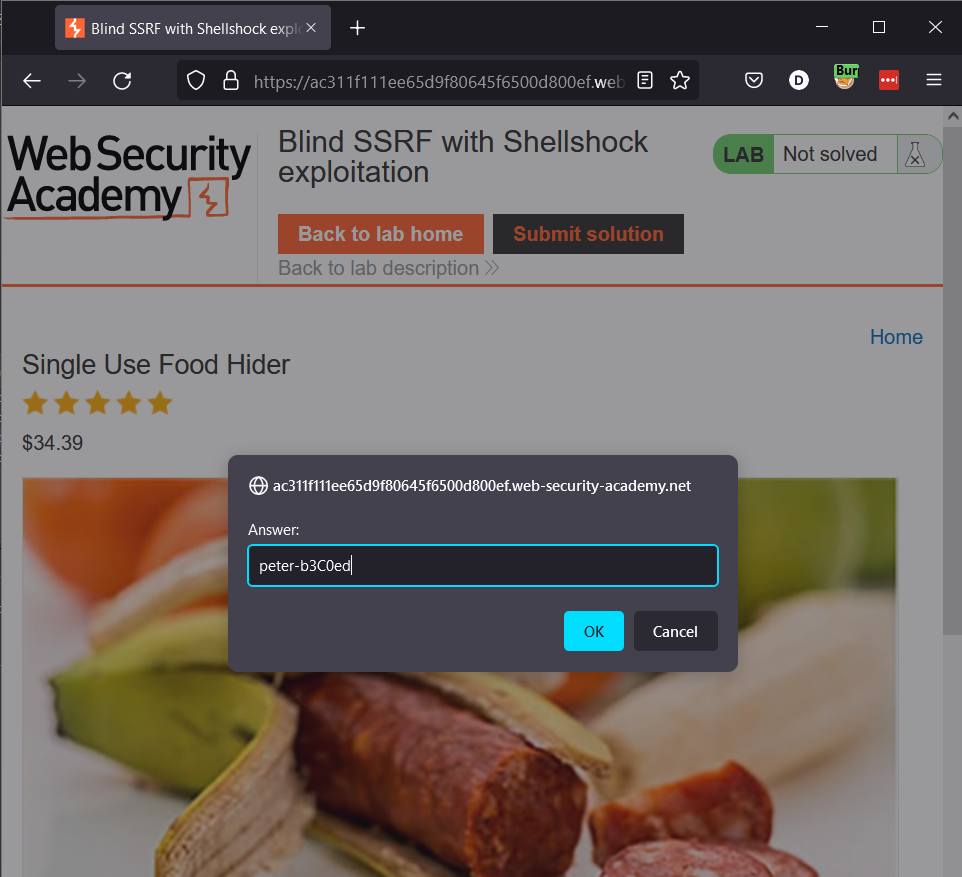 Blind SSRF with Shellshock expl
https://ac311f111ee65d9f80645f6500d800ef.web
D
Bur
Web Security
Academy
Blind SSRF with Shellshock
exploitation
LAB
Not solved
Back to lab home
Submit solution
Back to lab description
Home
Single Use Food Hider
$34.39
ac311f111ee65d9f80645f6500d800ef.web-security-academy.net
Answer:
peter-b3C0ed
OK
Cancel